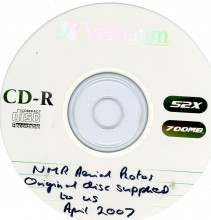 Verbatim
CD-R
COMPACT
disc
Recordable
52X
700MB
NMR Aerial Photos
Original disc supplied
to us
April 2007